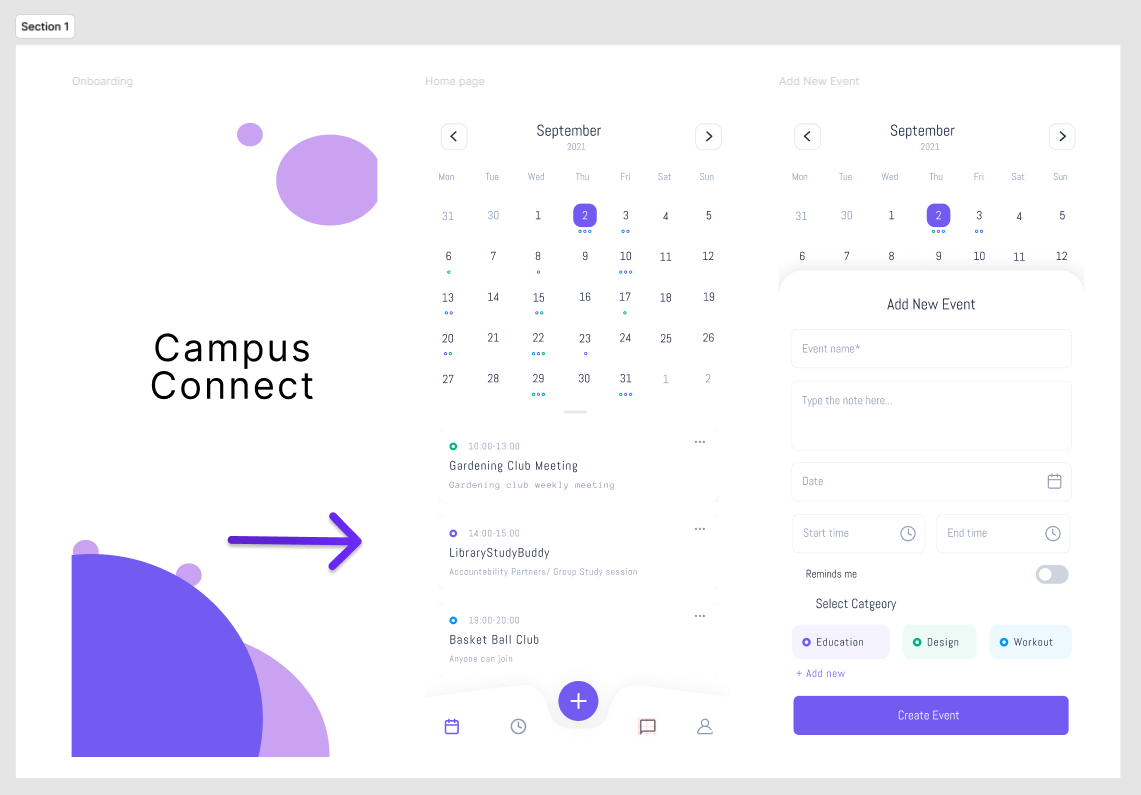 Section 1
Onboarding
Campus
Connect
Home page
September
2021
Mon Tue Wed Thu Fri Sat Sun
31 30 1 2 3 4 5
6 7 8 9 10 11 12
13 14 15 16 17 18 19
20 21 22 23 24 25 26
27 28 29 30 31 1 2
10:00-13:00
Gardening Club Meeting
Gardening club weekly meeting
14:00-15:00
LibraryStudyBuddy
Accountability Partners/ Group Study session
19:00-20:00
Basket Ball Club
Anyone can join
Add New Event
September
2021
Mon Tue Wed Thu Fri Sat Sun
31 30 1 2 3 4 5
6 7 8 9 10 11 12
Add New Event
Event name*
Type the note here...
Date
Start time End time
Reminds me
Select Catgeory
Education Design Workout
+ Add new
Create Event